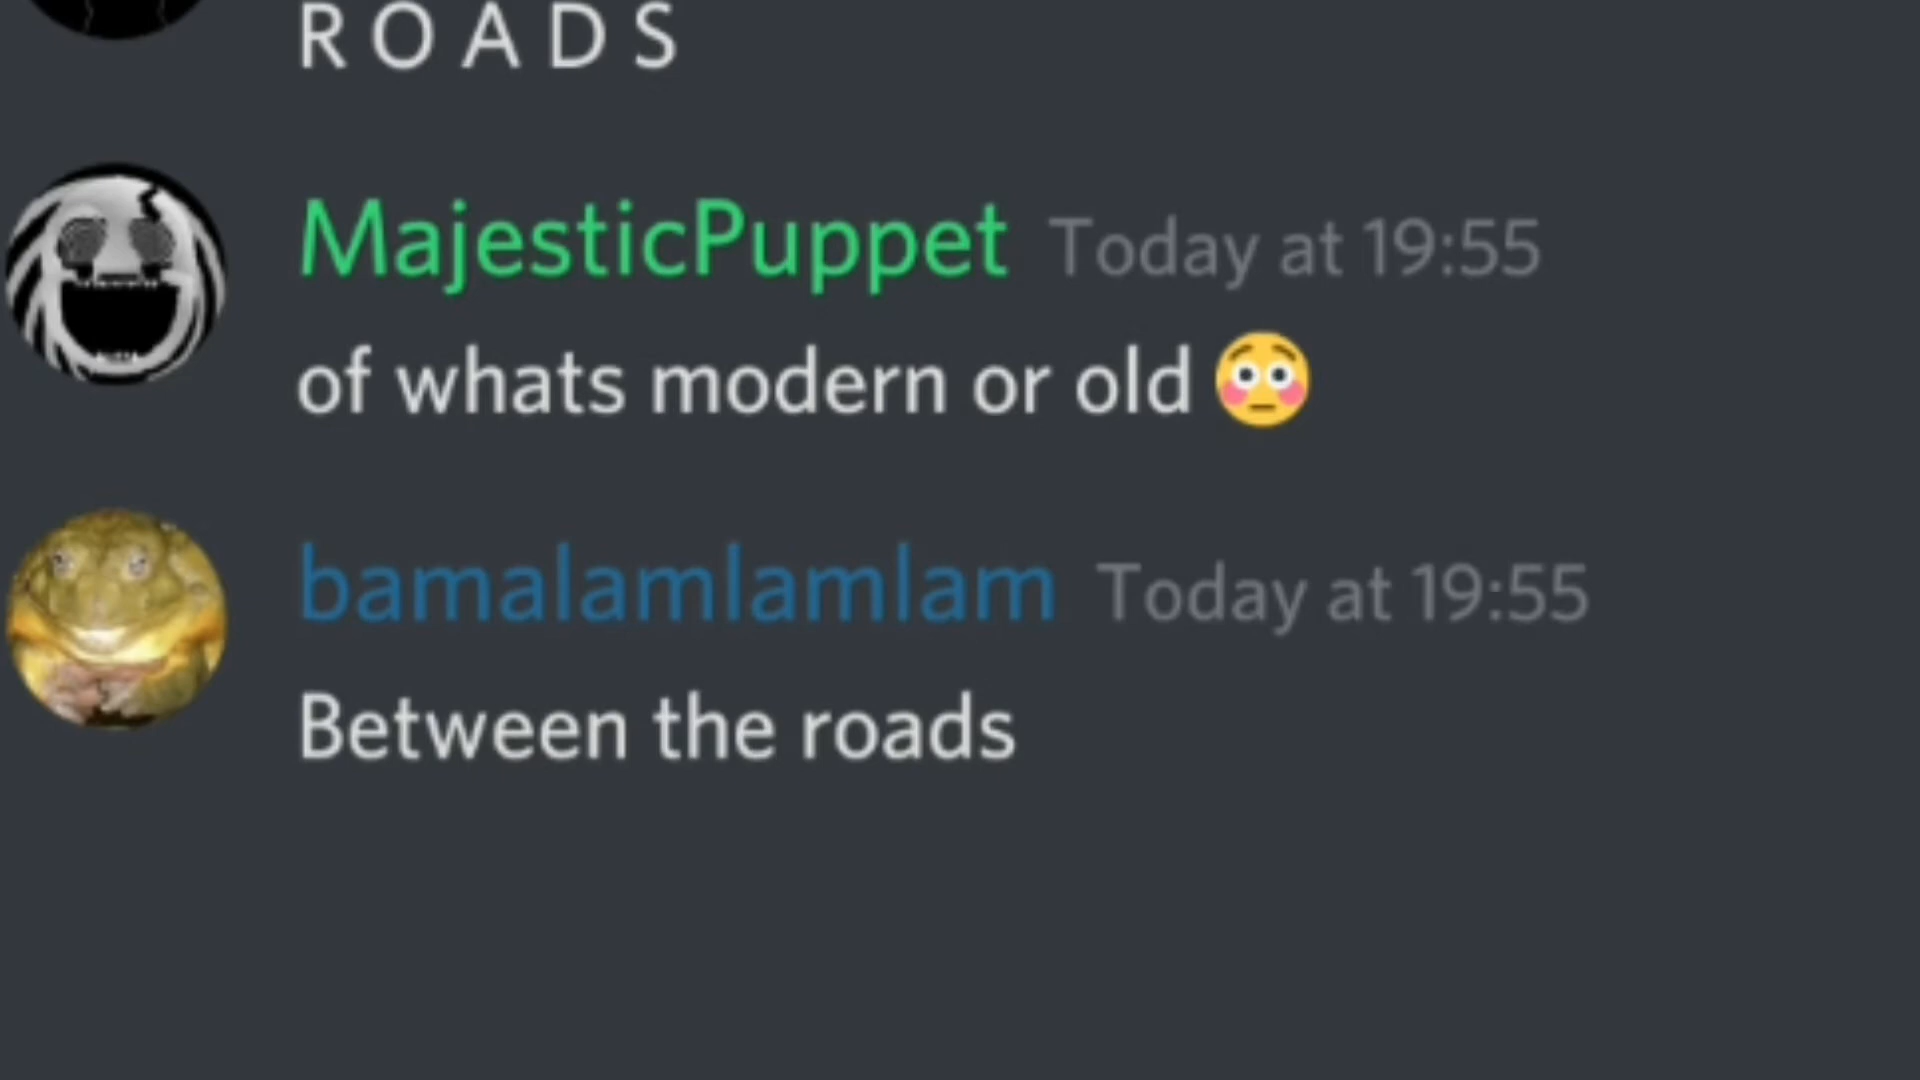 R O A D S
MajesticPuppet Today at 19:55
of whats modern or old 😳
bamalamlamlam Today at 19:55
Between the roads